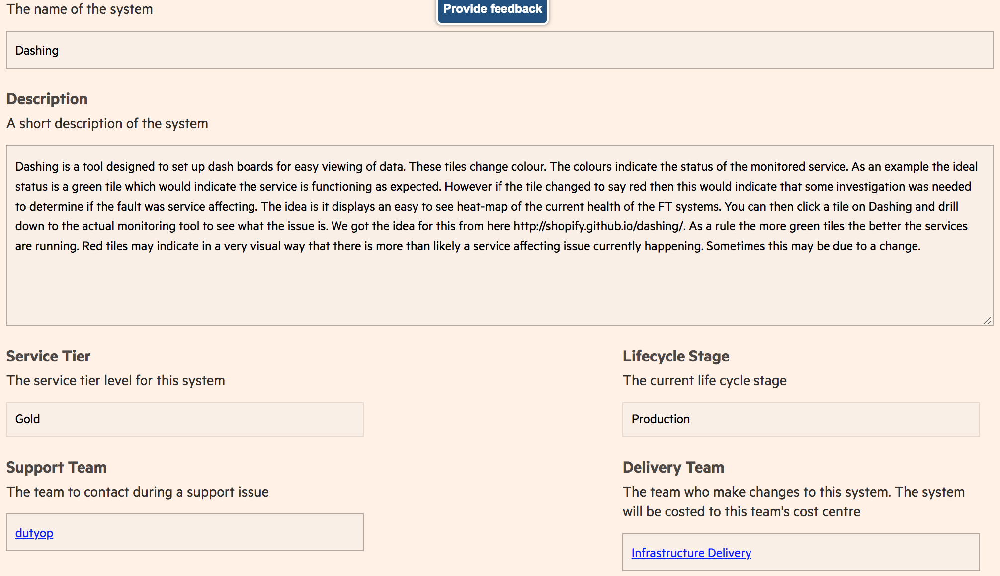 The name of the system
Provide feedback
Dashing
Description
A short description of the system
Dashing is a tool designed to set up dash boards for easy viewing of data. These tiles change colour. The colours indicate the status of the monitored service. As an example the ideal
status is a green tile which would indicate the service is functioning as expected. However if the tile changed to say red then this would indicate that some investigation was needed
to determine if the fault was service affecting. The idea is it displays an easy to see heat-map of the current health of the FT systems. You can then click a tile on Dashing and drill
down to the actual monitoring tool to see what the issue is. We got the idea for this from here http://shopify.github.io/dashing/. As a rule the more green tiles the better the services
are running. Red tiles may indicate in a very visual way that there is more than likely a service affecting issue currently happening. Sometimes this may be due to a change.
Service Tier
The service tier level for this system
Gold
Lifecycle Stage
The current life cycle stage
Production
Support Team
The team to contact during a support issue
dutyop
Delivery Team
The team who make changes to this system. The system
will be costed to this team's cost centre
Infrastructure Delivery